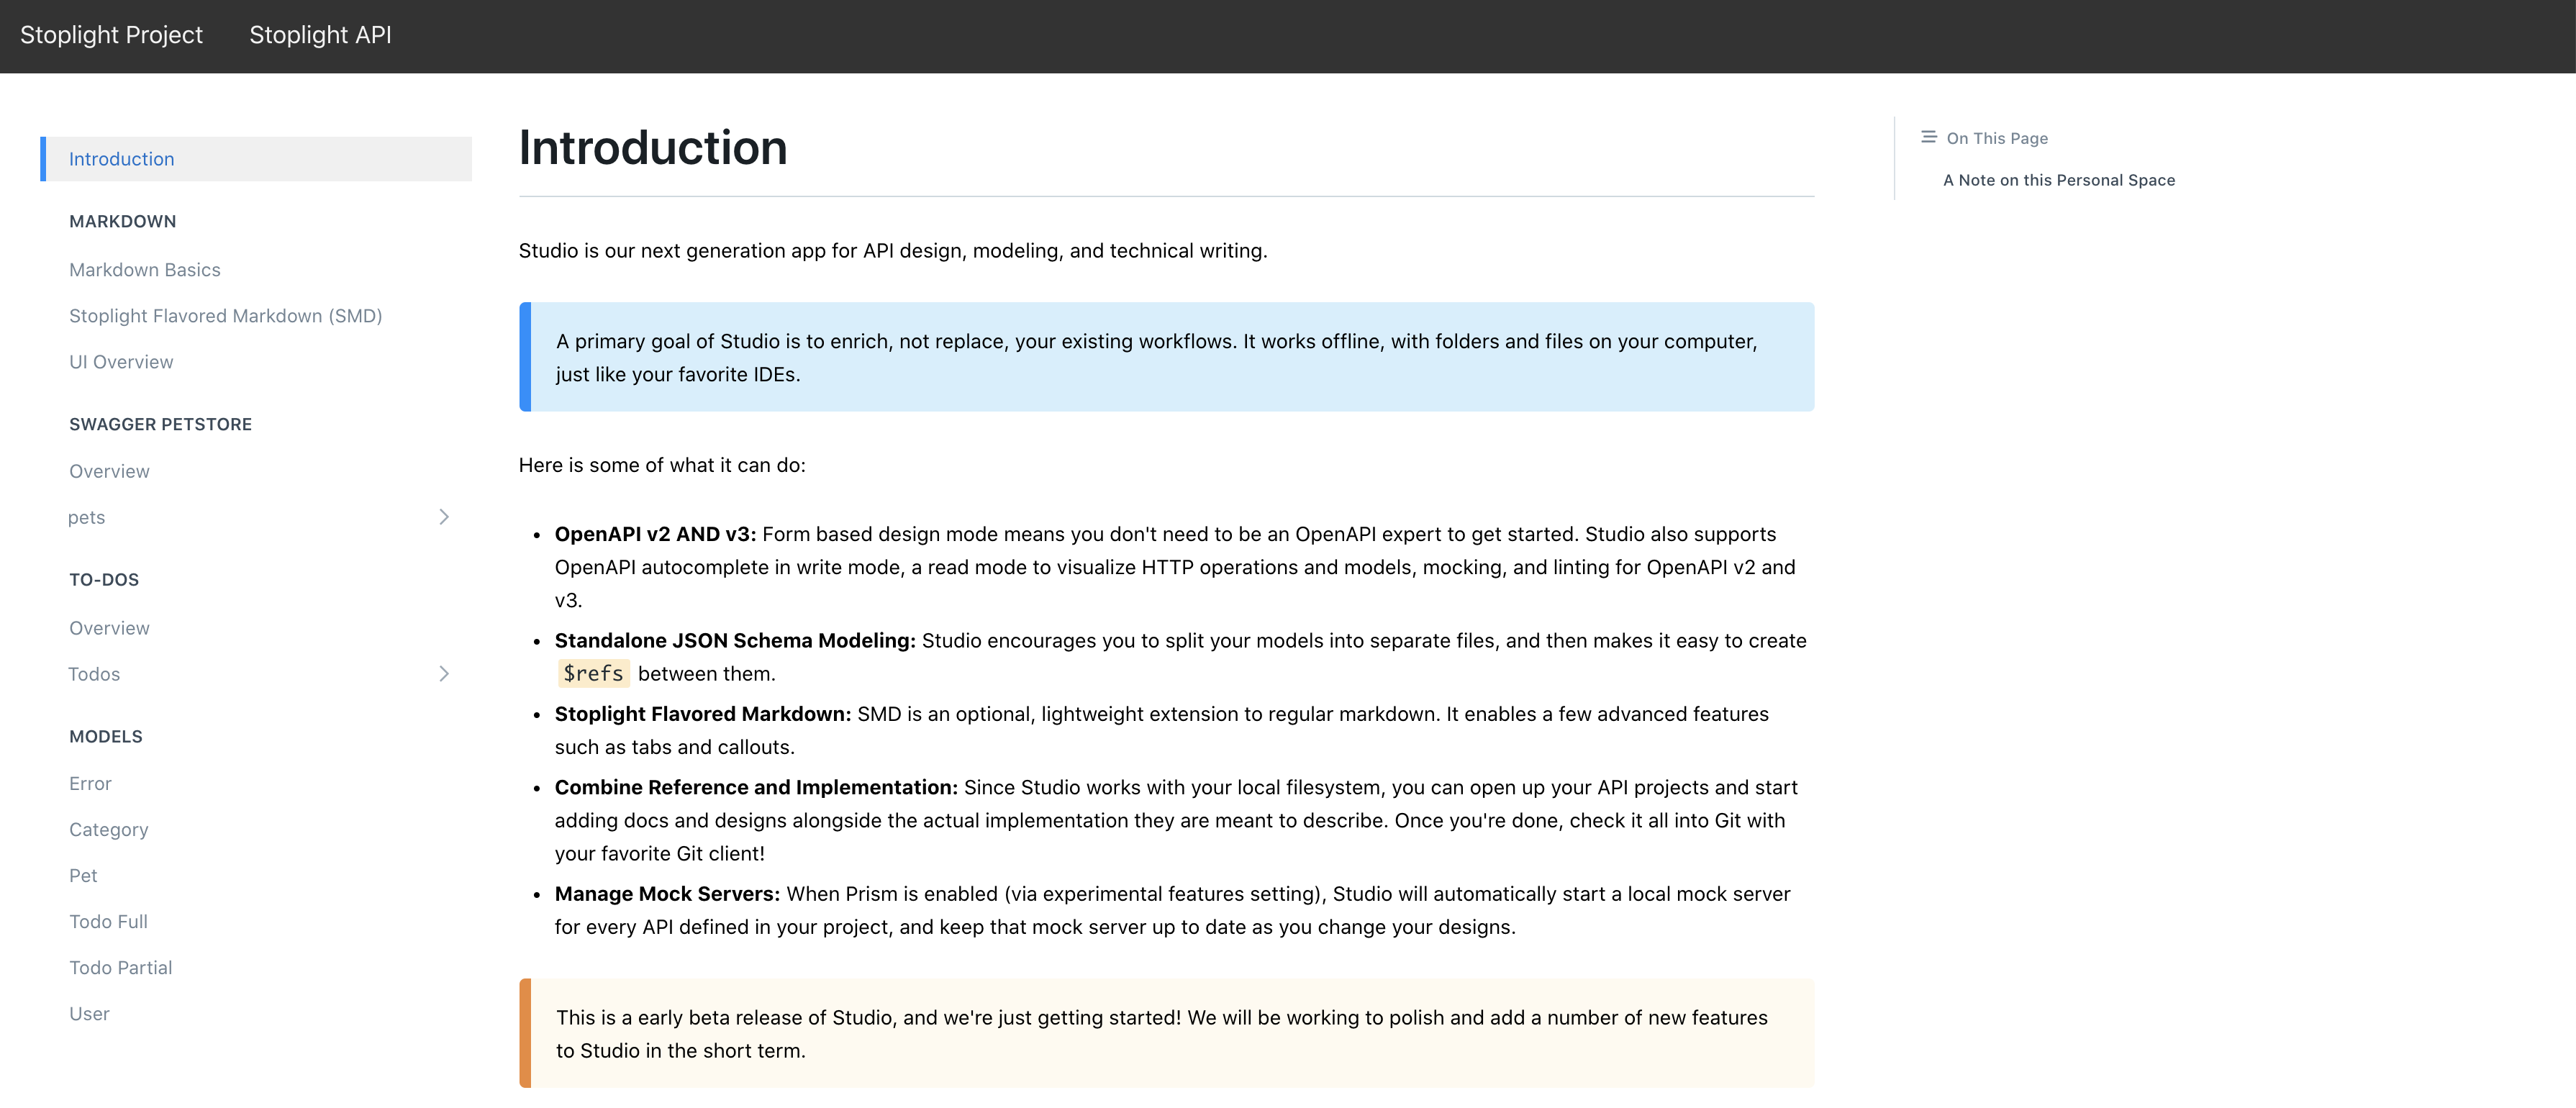 Stoplight Project
Stoplight API
Introduction
MARKDOWN
Markdown Basics
Stoplight Flavored Markdown (SMD)
UI Overview
SWAGGER PETSTORE
Overview
pets
TO-DOS
Overview
Todos
MODELS
Error
Category
Pet
Todo Full
Todo Partial
User
Introduction
Studio is our next generation app for API design, modeling, and technical writing.
A primary goal of Studio is to enrich, not replace, your existing workflows. It works offline, with folders and files on your computer,
just like your favorite IDEs.
Here is some of what it can do:
• OpenAPI v2 AND v3: Form based design mode means you don't need to be an OpenAPI expert to get started. Studio also supports
OpenAPI autocomplete in write mode, a read mode to visualize HTTP operations and models, mocking, and linting for OpenAPI v2 and
v3.
• Standalone JSON Schema Modeling: Studio encourages you to split your models into separate files, and then makes it easy to create
$refs between them.
• Stoplight Flavored Markdown: SMD is an optional, lightweight extension to regular markdown. It enables a few advanced features
such as tabs and callouts.
• Combine Reference and Implementation: Since Studio works with your local filesystem, you can open up your API projects and start
adding docs and designs alongside the actual implementation they are meant to describe. Once you're done, check it all into Git with
your favorite Git client!
• Manage Mock Servers: When Prism is enabled (via experimental features setting), Studio will automatically start a local mock server
for every API defined in your project, and keep that mock server up to date as you change your designs.
This is a early beta release of Studio, and we're just getting started! We will be working to polish and add a number of new features
to Studio in the short term.
On This Page
A Note on this Personal Space